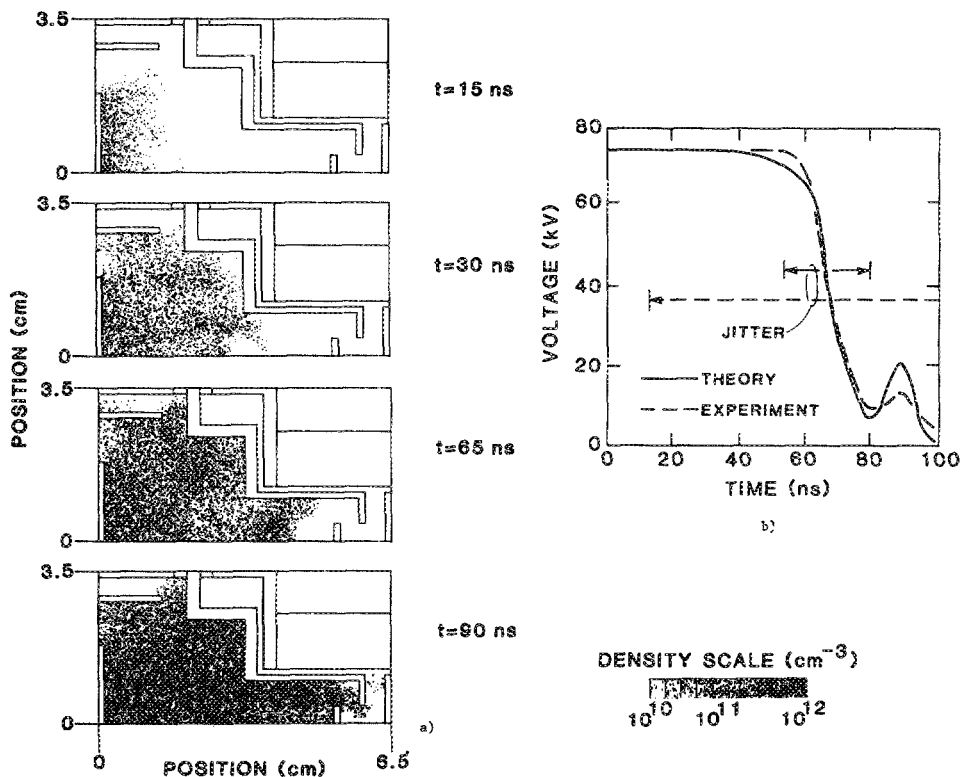 3.5
0
t=15 ns
3.5
0
t=30 ns
3.5
0
t=65 ns
3.5
0
t=90 ns
POSITION (cm)
0
6.5
POSITION (cm)
a)
80
60
40
20
0
VOLTAGE (kV)
JITTER
THEORY
EXPERIMENT
0 20 40 60 80 100
TIME (ns)
b)
DENSITY SCALE (cm⁻³)
10¹⁰ 10¹¹ 10¹²